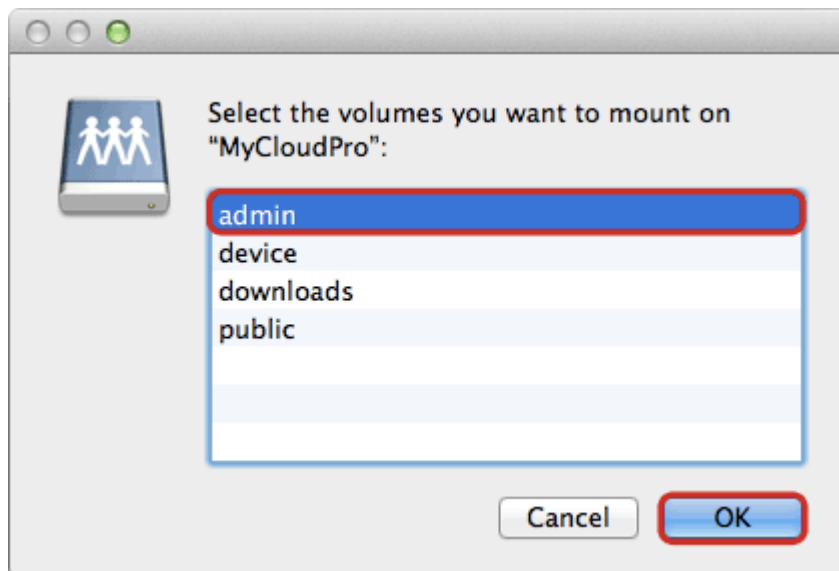 Select the volumes you want to mount on
“MyCloudPro”:
admin
device
downloads
public
Cancel
OK